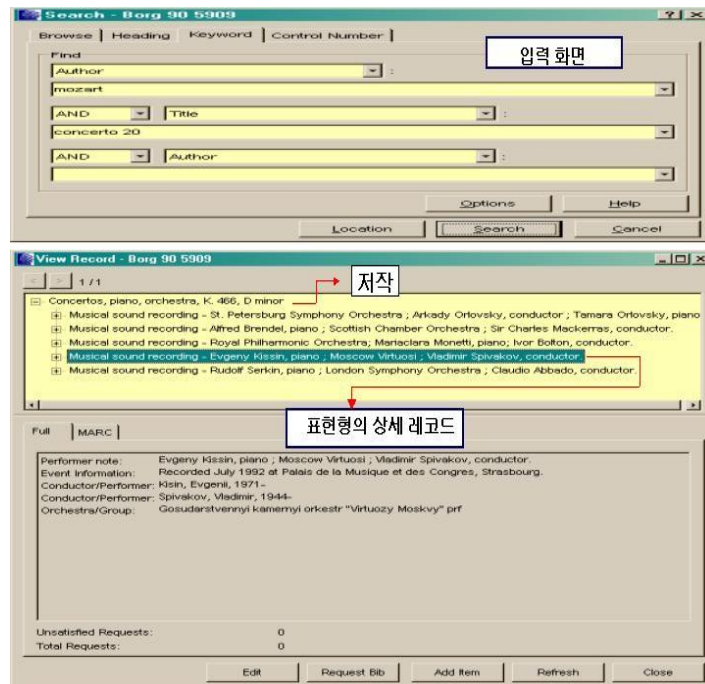 Search - Borg 90 5909
Browse Heading Keyword Control Number
입력 화면
Find
Author :
mozart
AND Title :
concerto 20
AND Author :
Options Help
Location Search Cancel
View Record - Borg 90 5909
< > 1 / 1
저작
Concertos, piano, orchestra, K. 466, D minor
Musical sound recording - St. Petersburg Symphony Orchestra ; Arkady Orlovsky, conductor ; Tamara Orlovsky, piano
Musical sound recording - Alfred Brendel, piano ; Scottish Chamber Orchestra ; Sir Charles Mackerras, conductor.
Musical sound recording - Royal Philharmonic Orchestra; Mariaclara Monetti, piano; Ivor Bolton, conductor.
Musical sound recording - Evgeny Kissin, piano ; Moscow Virtuosi ; Vladimir Spivakov, conductor.
Musical sound recording - Rudolf Serkin, piano ; London Symphony Orchestra ; Claudio Abbado, conductor.
표현형의 상세 레코드
Full MARC
Performer note: Evgeny Kissin, piano ; Moscow Virtuosi ; Vladimir Spivakov, conductor.
Event Information: Recorded July 1992 at Palais de la Musique et des Congres, Strasbourg.
Conductor/Performer: Kisin, Evgenii, 1971-
Conductor/Performer: Spivakov, Vladimir, 1944-
Orchestra/Group: Gosudarstvennyi kamernyi orkestr "Virtuozy Moskvy" prf
Unsatisfied Requests: 0
Total Requests: 0
Edit Request Bib Add Item Refresh Close